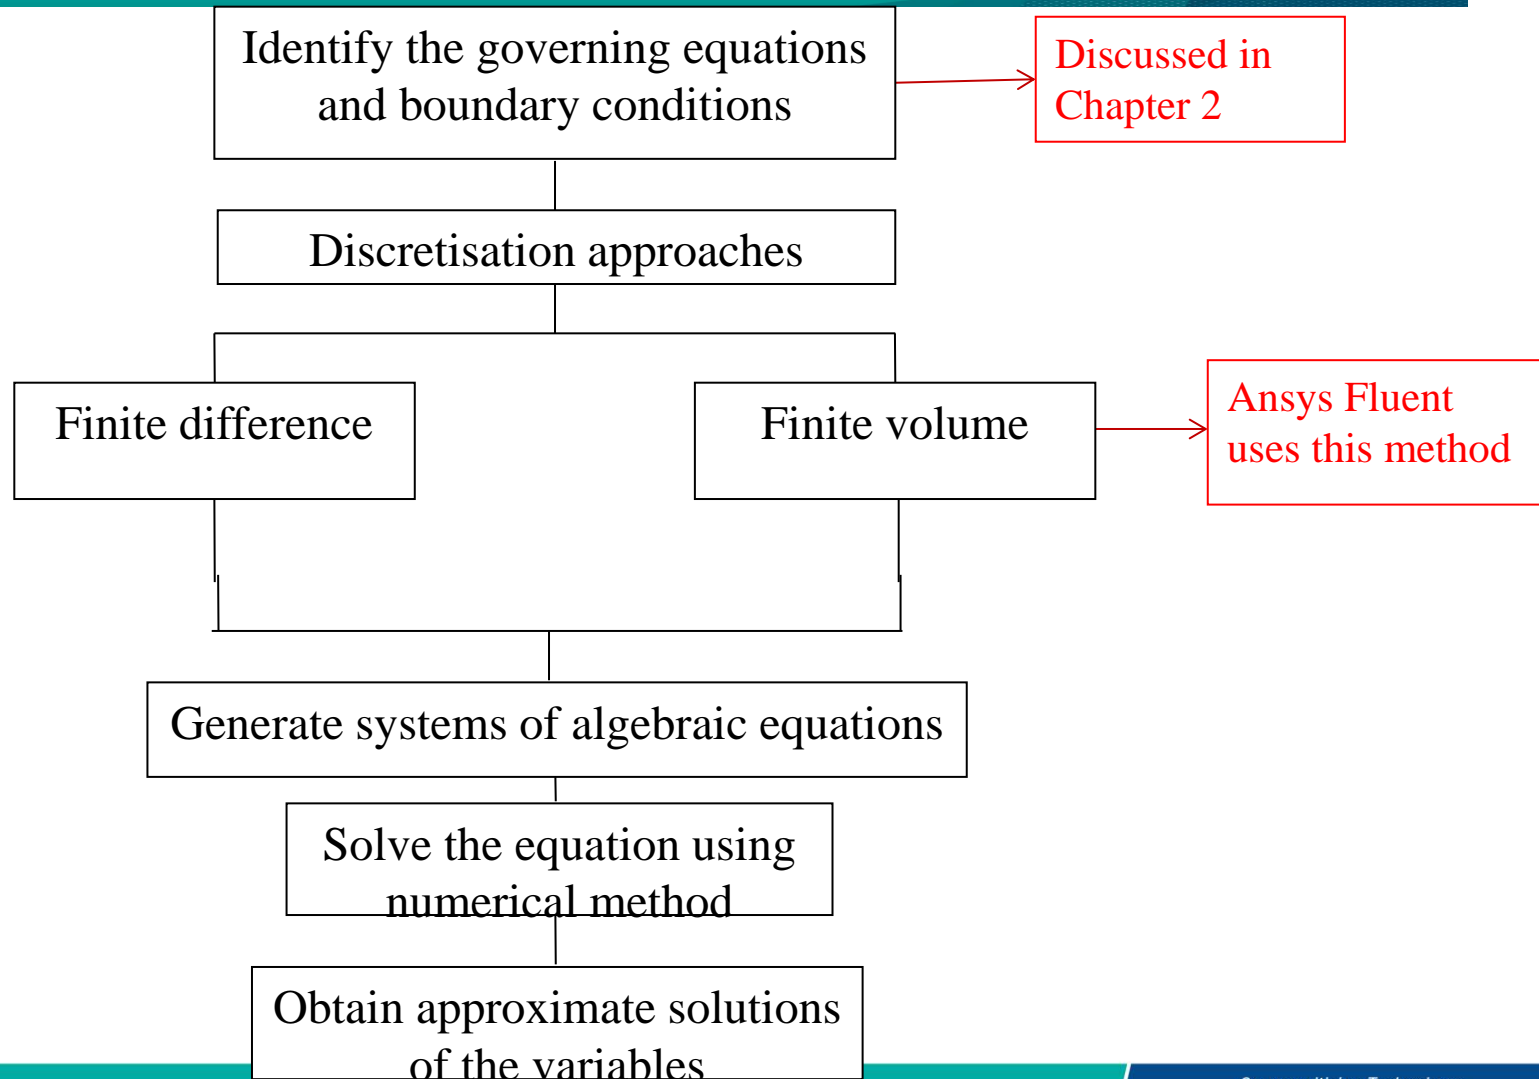 Identify the governing equations
and boundary conditions
Discussed in
Chapter 2
Discretisation approaches
Finite difference
Finite volume
Ansys Fluent
uses this method
Generate systems of algebraic equations
Solve the equation using
numerical method
Obtain approximate solutions
of the variables